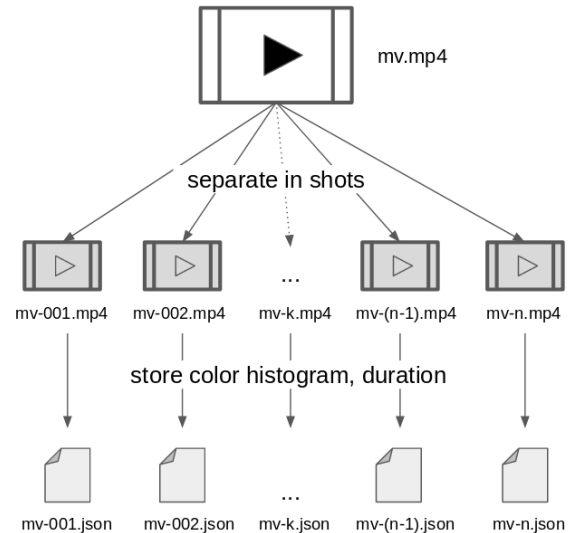 mv.mp4
separate in shots
...
mv-001.mp4 mv-002.mp4 mv-k.mp4 mv-(n-1).mp4 mv-n.mp4
store color histogram, duration
...
mv-001.json mv-002.json mv-k.json mv-(n-1).json mv-n.json